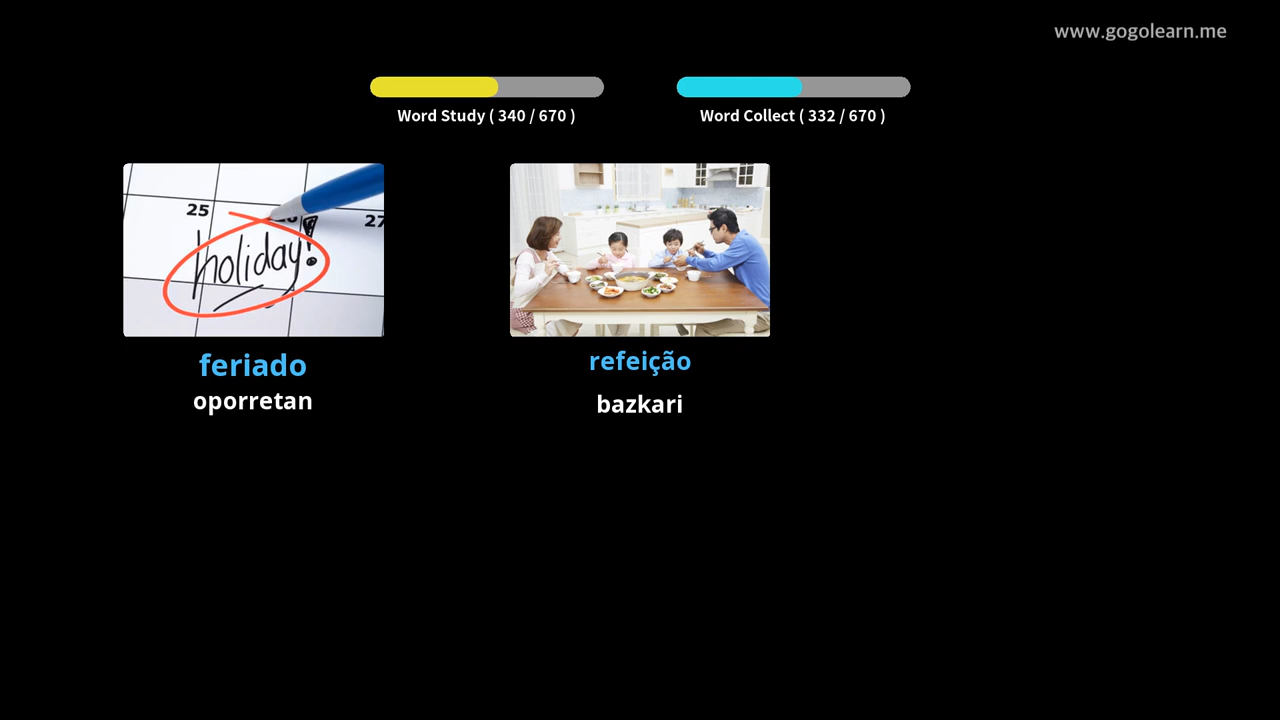 www.gogolearn.me
Word Study ( 340 / 670 )
Word Collect ( 332 / 670 )
25
27
holiday!
feriado
oporretan
refeição
bazkari